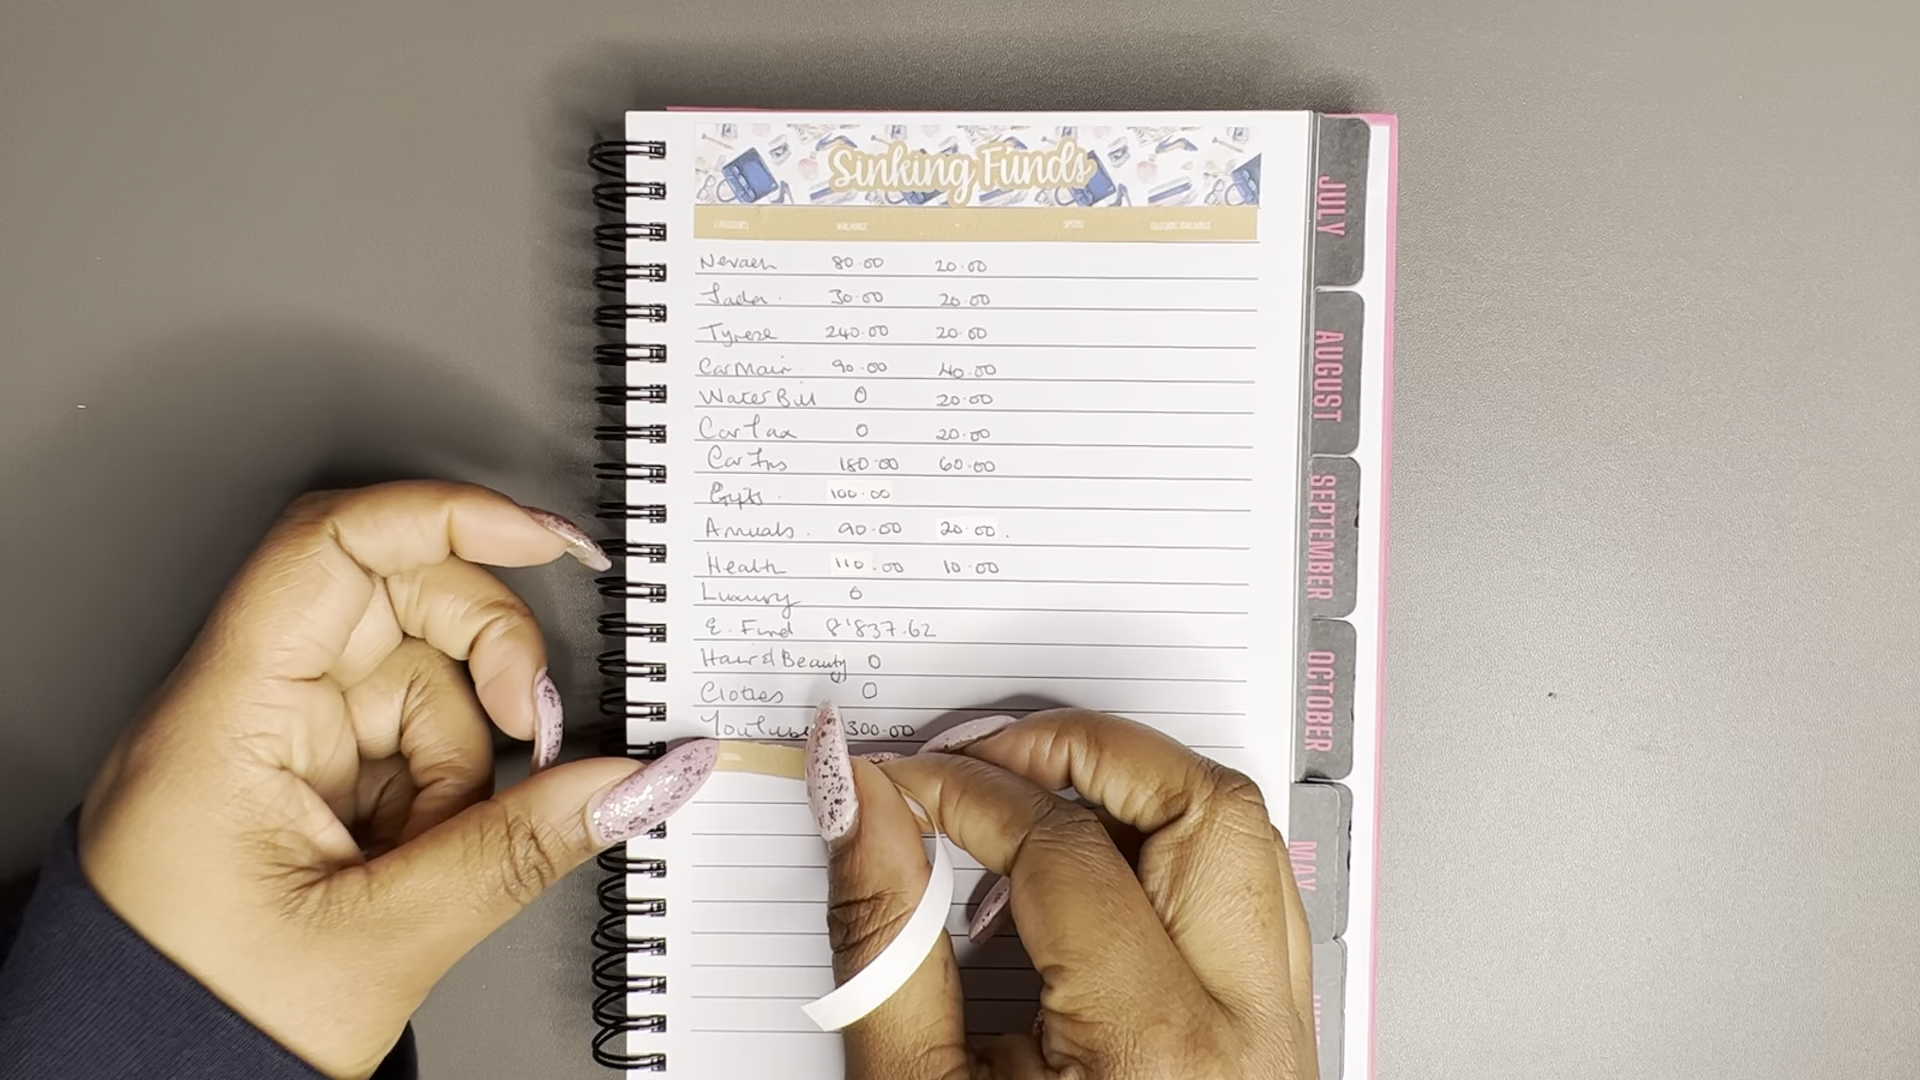 Sinking Funds
Nevaeh 80.00 20.00
Jaden. 30.00 20.00
Tyrese 240.00 20.00
Car Main. 90.00 40.00
Water Bill 0 20.00
Car Tax 0 20.00
Car Ins 180.00 60.00
Gifts. 100.00
Annuals. 90.00 20.00.
Health 110.00 10.00
Luxury 0
E. Fund 8'837.62
Hair & Beauty 0
Clothes 0
YouTube 300.00
JULY
AUGUST
SEPTEMBER
OCTOBER
MAY